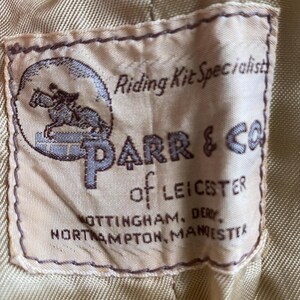 Riding Kit Specialists
PARR & CO.
of LEICESTER
NOTTINGHAM, DERBY,
NORTHAMPTON, MANCHESTER